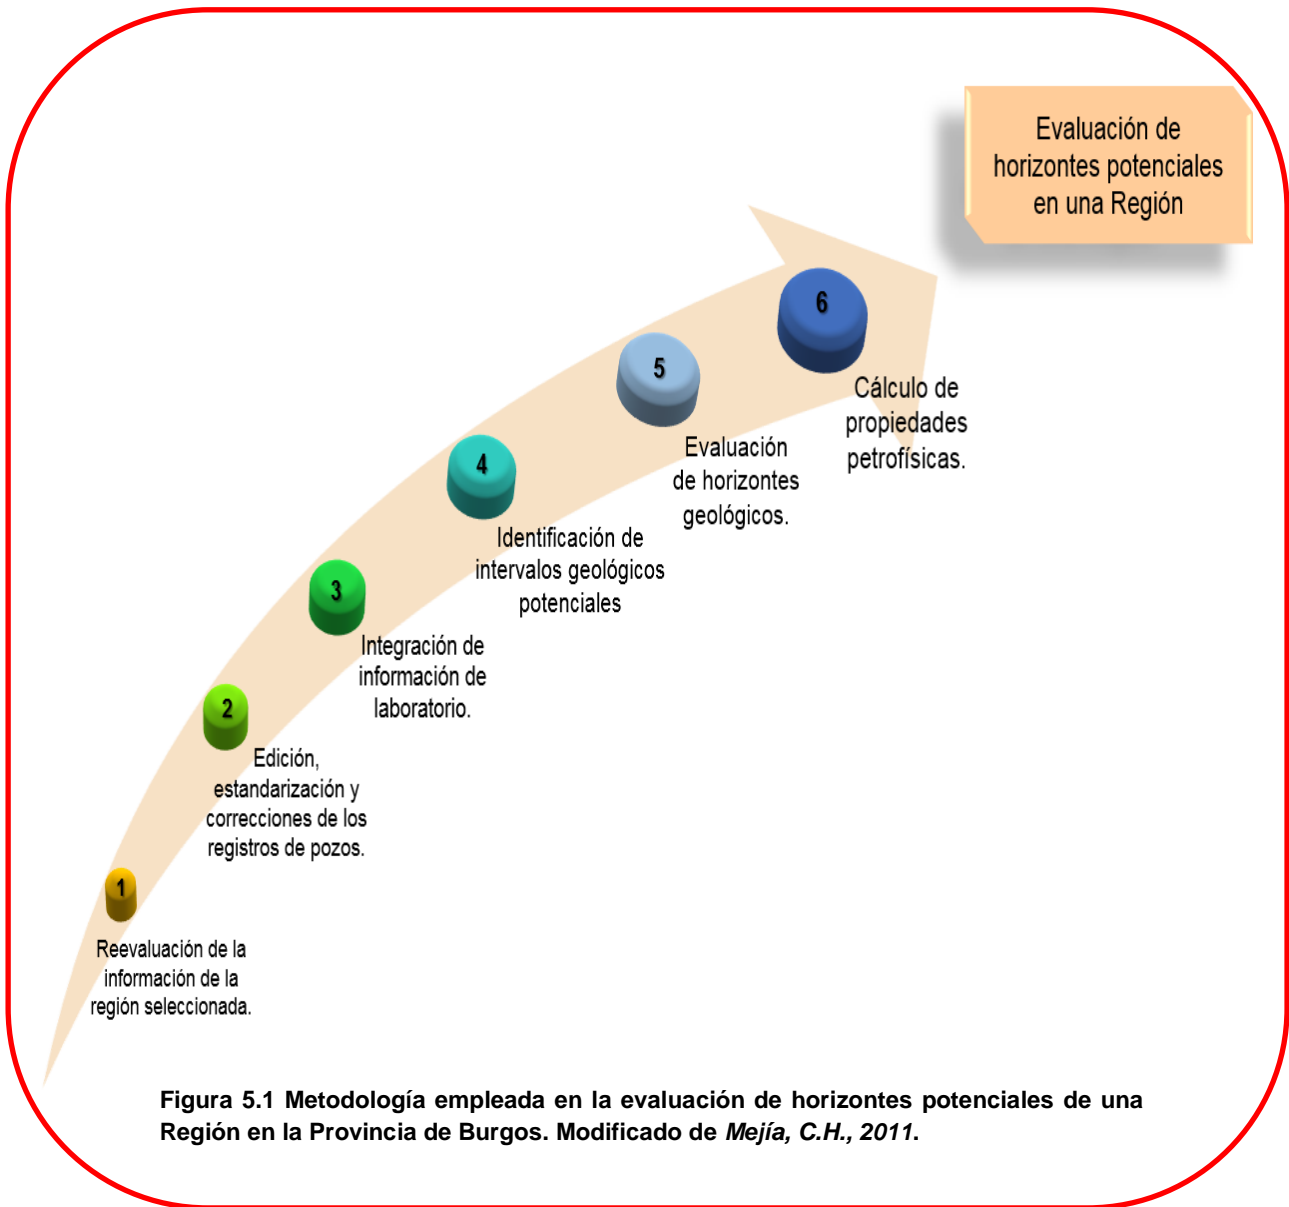 Evaluación de
horizontes potenciales
en una Región
6
Cálculo de
propiedades
petrofísicas.
5
Evaluación
de horizontes
geológicos.
4
Identificación de
intervalos geológicos
potenciales
3
Integración de
información de
laboratorio.
2
Edición,
estandarización y
correcciones de los
registros de pozos.
1
Reevaluación de la
información de la
región seleccionada.
Figura 5.1 Metodología empleada en la evaluación de horizontes potenciales de una
Región en la Provincia de Burgos. Modificado de Mejía, C.H., 2011.